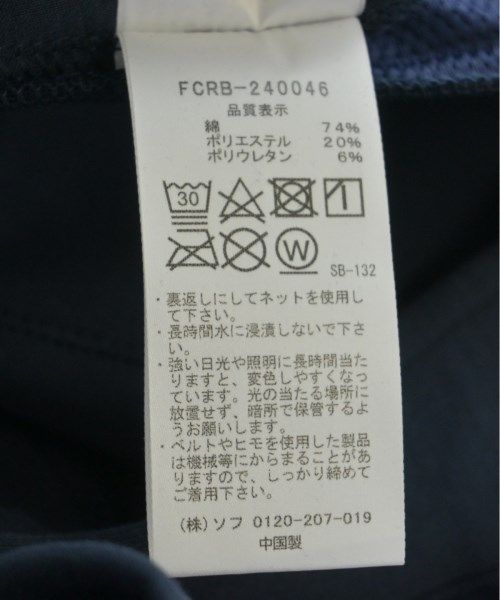 FCRB-240046
品質表示
綿 74%
ポリエステル 20%
ポリウレタン 6%
30
W
SB-132
・裏返しにしてネットを使用し
て下さい。
・長時間水に浸漬しないで下さ
い。
・強い日光や照明に長時間当た
りますと、変色しやすくなっ
ています。光の当たる場所に
放置せず、暗所で保管するよ
うお願いします。
・ベルトやヒモを使用した製品
は機械等にからまることがあ
りますので、しっかり締めて
ご着用下さい。
(株)ソフ 0120-207-019
中国製